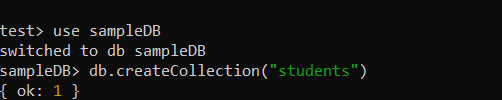 test> use sampleDB
switched to db sampleDB
sampleDB> db.createCollection("students")
{ ok: 1 }